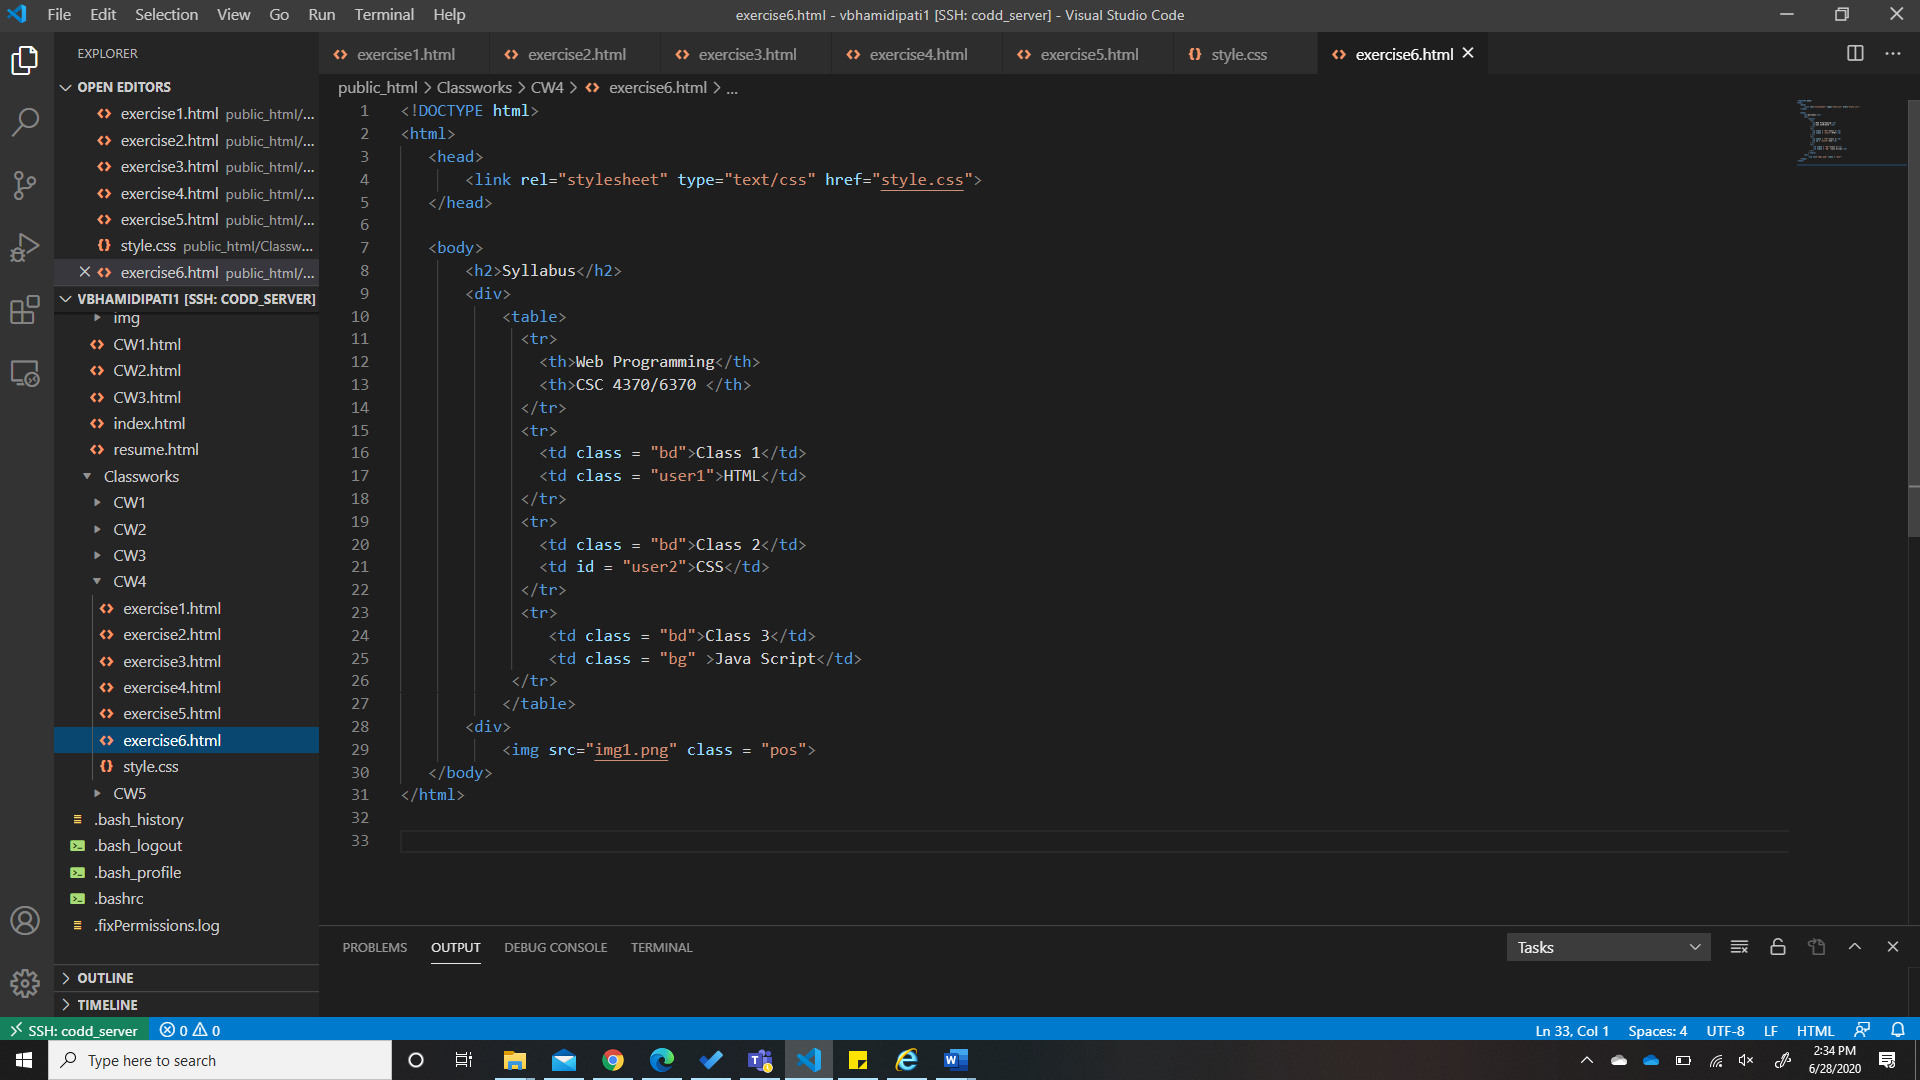 File Edit Selection View Go Run Terminal Help
exercise6.html - vbhamidipati1 [SSH: codd_server] - Visual Studio Code
EXPLORER
OPEN EDITORS
exercise1.html public_html/...
exercise2.html public_html/...
exercise3.html public_html/...
exercise4.html public_html/...
exercise5.html public_html/...
style.css public_html/Classw...
exercise6.html public_html/...
VBHAMIDIPATI1 [SSH: CODD_SERVER]
img
CW1.html
CW2.html
CW3.html
index.html
resume.html
Classworks
CW1
CW2
CW3
CW4
exercise1.html
exercise2.html
exercise3.html
exercise4.html
exercise5.html
exercise6.html
style.css
CW5
.bash_history
.bash_logout
.bash_profile
.bashrc
.fixPermissions.log
OUTLINE
TIMELINE
exercise1.html exercise2.html exercise3.html exercise4.html exercise5.html style.css exercise6.html
public_html > Classworks > CW4 > exercise6.html > ...
1 <!DOCTYPE html>
2 <html>
3 <head>
4 <link rel="stylesheet" type="text/css" href="style.css">
5 </head>
6
7 <body>
8 <h2>Syllabus</h2>
9 <div>
10 <table>
11 <tr>
12 <th>Web Programming</th>
13 <th>CSC 4370/6370 </th>
14 </tr>
15 <tr>
16 <td class = "bd">Class 1</td>
17 <td class = "user1">HTML</td>
18 </tr>
19 <tr>
20 <td class = "bd">Class 2</td>
21 <td id = "user2">CSS</td>
22 </tr>
23 <tr>
24 <td class = "bd">Class 3</td>
25 <td class = "bg" >Java Script</td>
26 </tr>
27 </table>
28 <div>
29 <img src="img1.png" class = "pos">
30 </body>
31 </html>
32
33
PROBLEMS OUTPUT DEBUG CONSOLE TERMINAL
Tasks
SSH: codd_server 0 0
Ln 33, Col 1 Spaces: 4 UTF-8 LF HTML
Type here to search
2:34 PM
6/28/2020